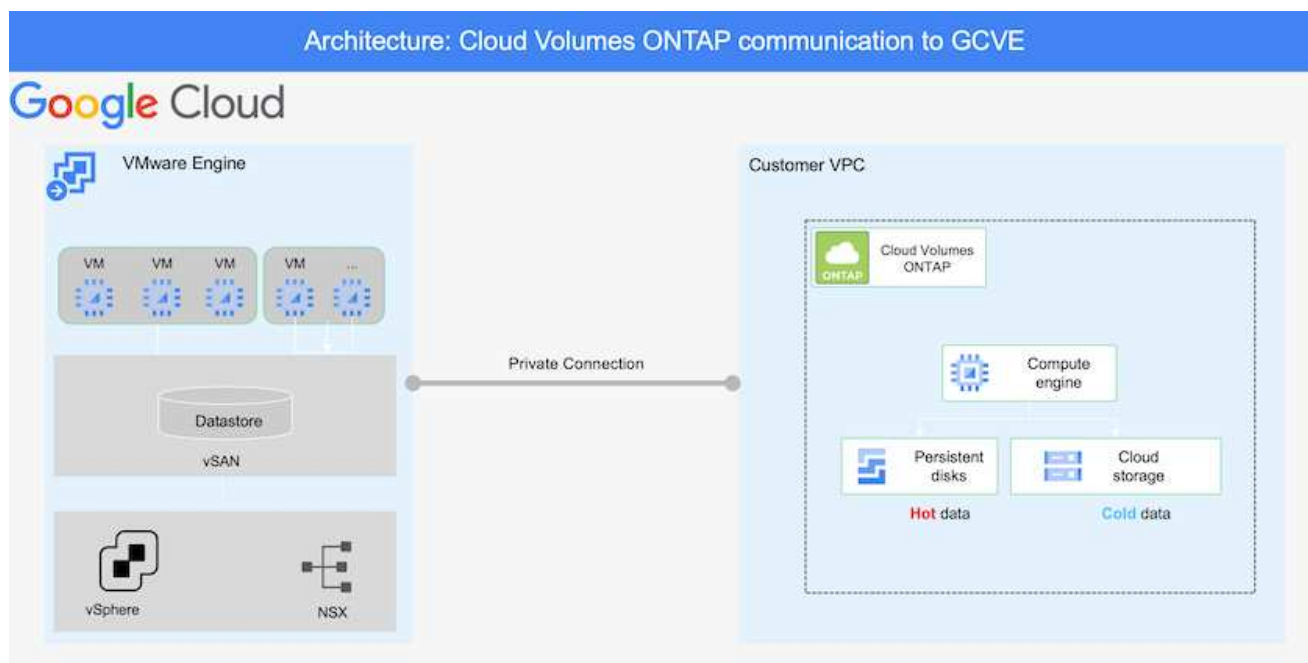 Architecture: Cloud Volumes ONTAP communication to GCVE
Google Cloud
VMware Engine
VM VM VM VM ...
Datastore
vSAN
vSphere
NSX
Private Connection
Customer VPC
Cloud Volumes
ONTAP
ONTAP
Compute
engine
Persistent
disks
Hot data
Cloud
storage
Cold data